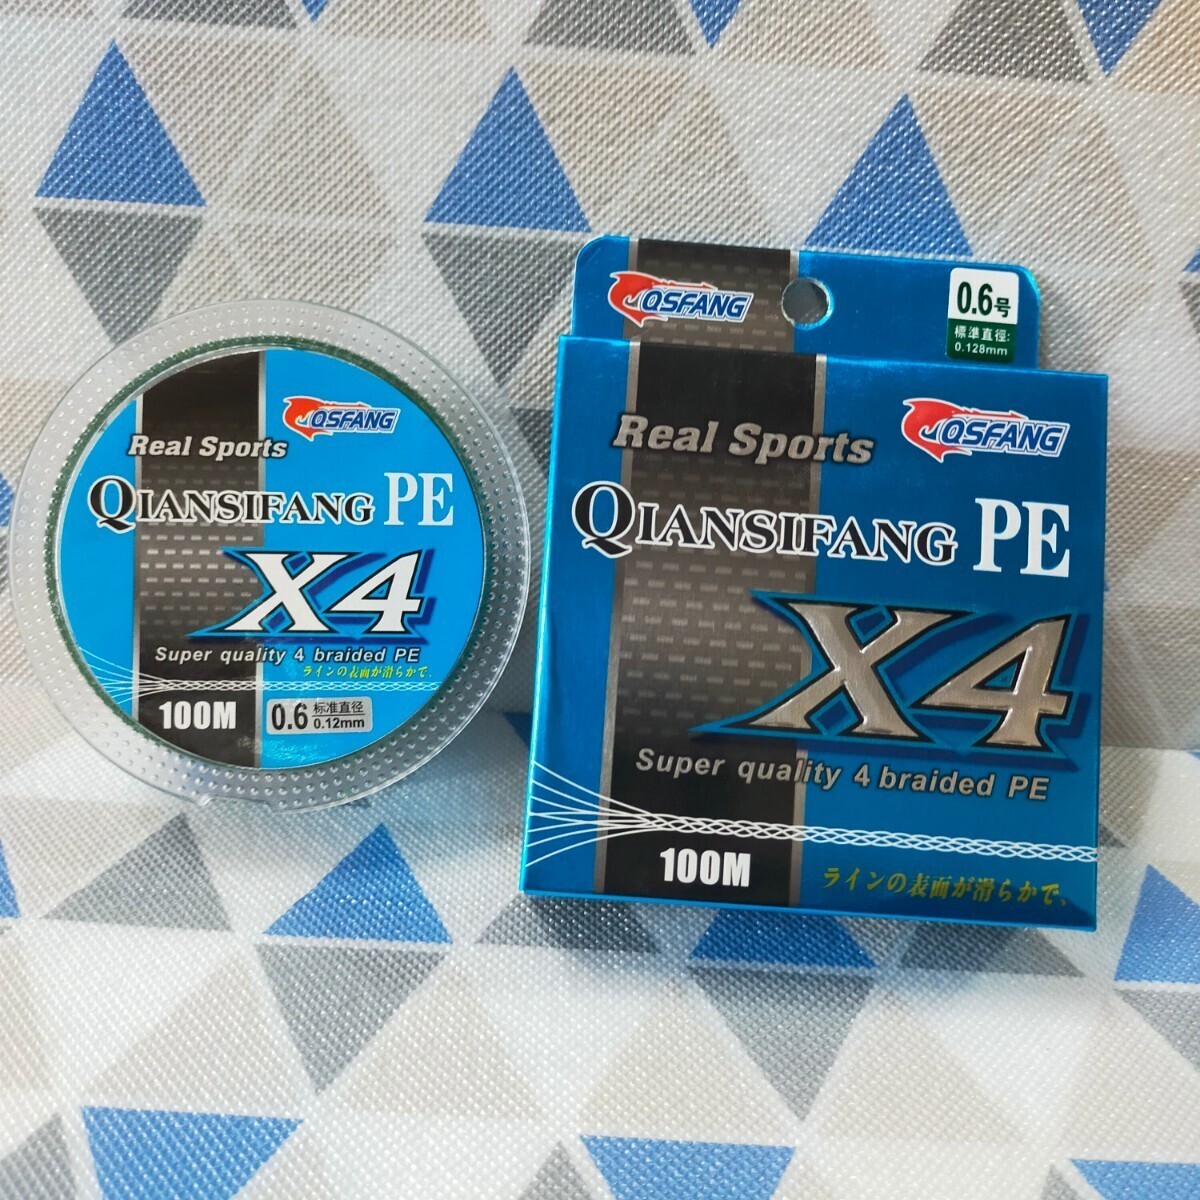 QSFANG
Real Sports
QIANSIFANG PE
X4
Super quality 4 braided PE
ラインの表面が滑らかで、
100M
0.6
标准直径
0.12mm
QSFANG
0.6号
標準直徑:
0.128mm
Real Sports
QSFANG
QIANSIFANG PE
X4
Super quality 4 braided PE
100M
ラインの表面が滑らかで、